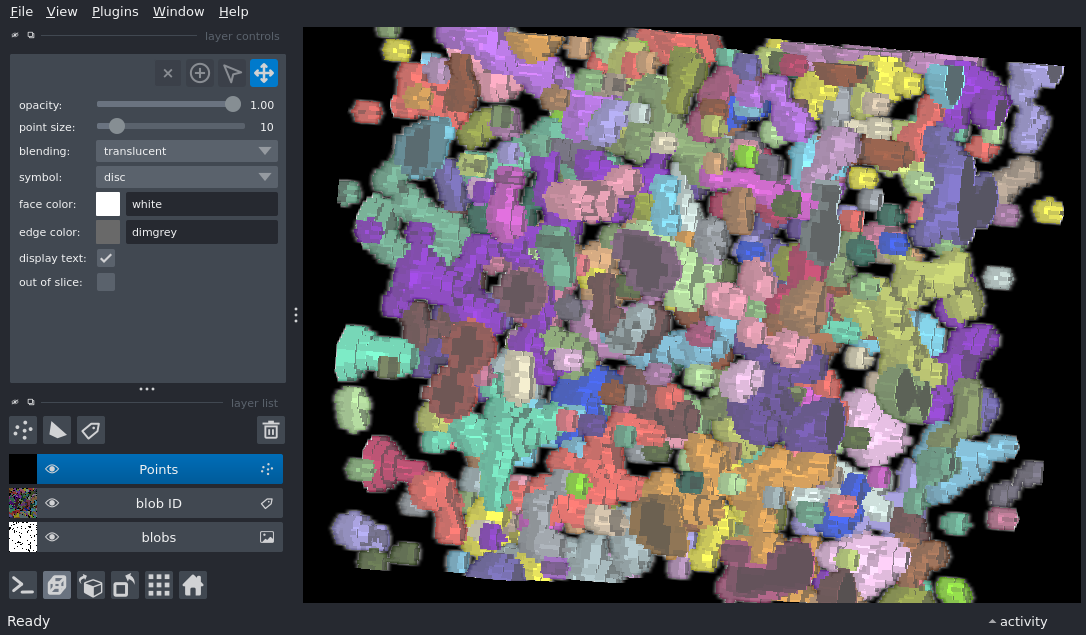 File View Plugins Window Help
layer controls
opacity: 1.00
point size: 10
blending: translucent
symbol: disc
face color: white
edge color: dimgrey
display text:
out of slice:
layer list
Points
blob ID
blobs
Ready activity